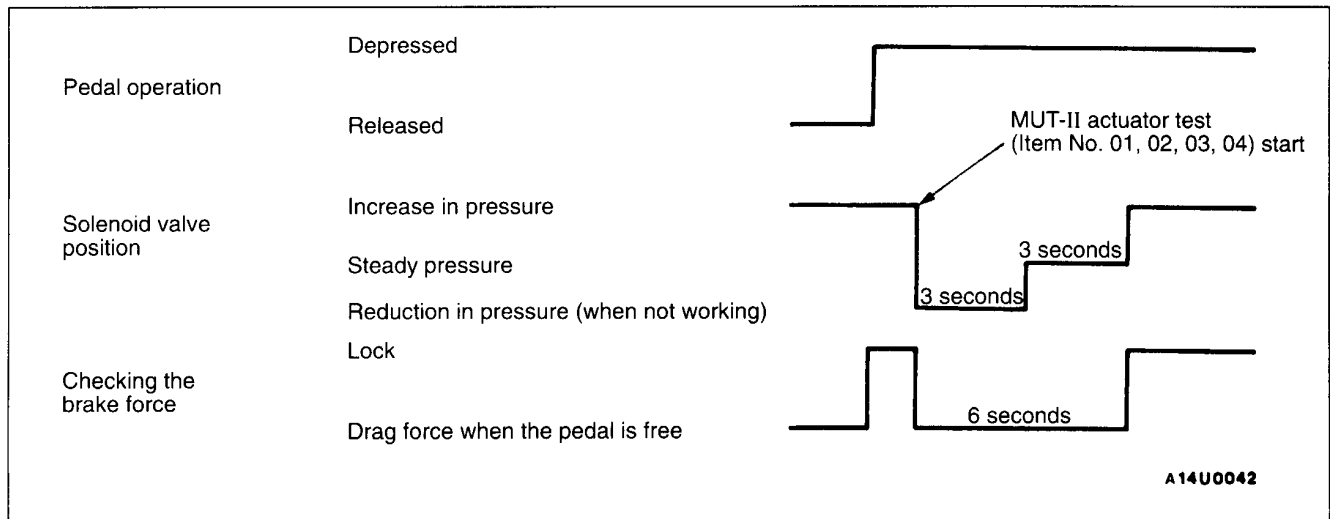 Depressed
Pedal operation
Released
MUT-II actuator test
(Item No. 01, 02, 03, 04) start
Increase in pressure
Solenoid valve
position
Steady pressure
3 seconds
3 seconds
Reduction in pressure (when not working)
Lock
Checking the
brake force
6 seconds
Drag force when the pedal is free
A14U0042